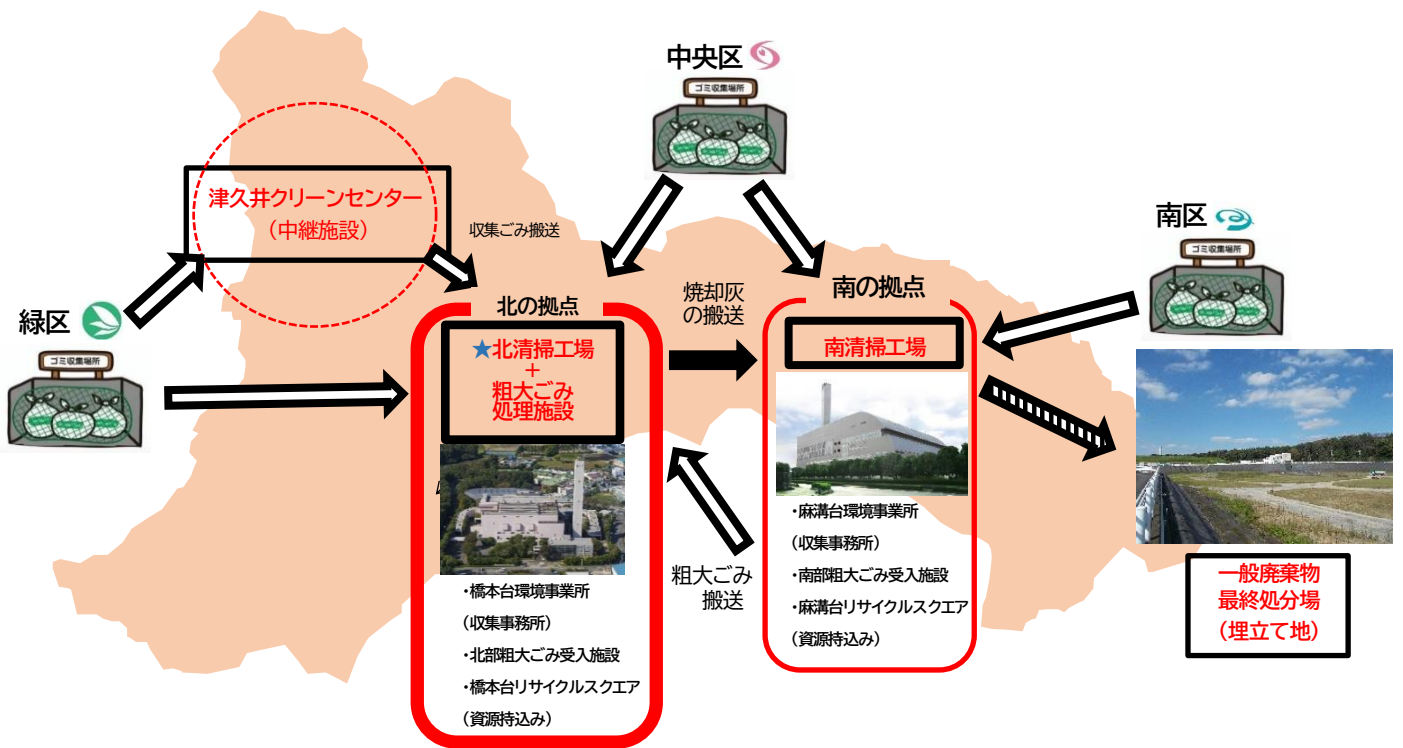 中央区
ゴミ収集場所
津久井クリーンセンター
（中継施設）
収集ごみ搬送
南区
ゴミ収集場所
緑区
ゴミ収集場所
北の拠点
★北清掃工場
+
粗大ごみ
処理施設
・橋本台環境事業所
（収集事務所）
・北部粗大ごみ受入施設
・橋本台リサイクルスクエア
（資源持込み）
焼却灰
の搬送
粗大ごみ
搬送
南の拠点
南清掃工場
・麻溝台環境事業所
（収集事務所）
・南部粗大ごみ受入施設
・麻溝台リサイクルスクエア
（資源持込み）
一般廃棄物
最終処分場
（埋立て地）